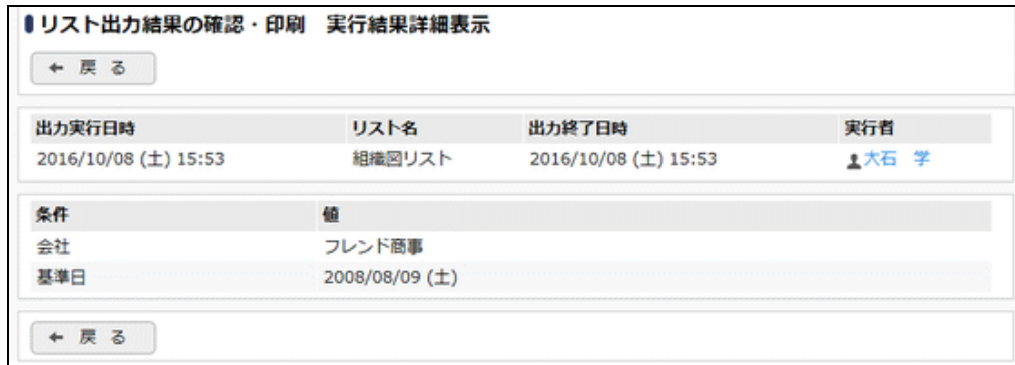 リスト出力結果の確認・印刷　実行結果詳細表示
← 戻 る
出力実行日時 リスト名 出力終了日時 実行者
2016/10/08 (土) 15:53 組織図リスト 2016/10/08 (土) 15:53 大石　学
条件 値
会社 フレンド商事
基準日 2008/08/09 (土)
← 戻 る